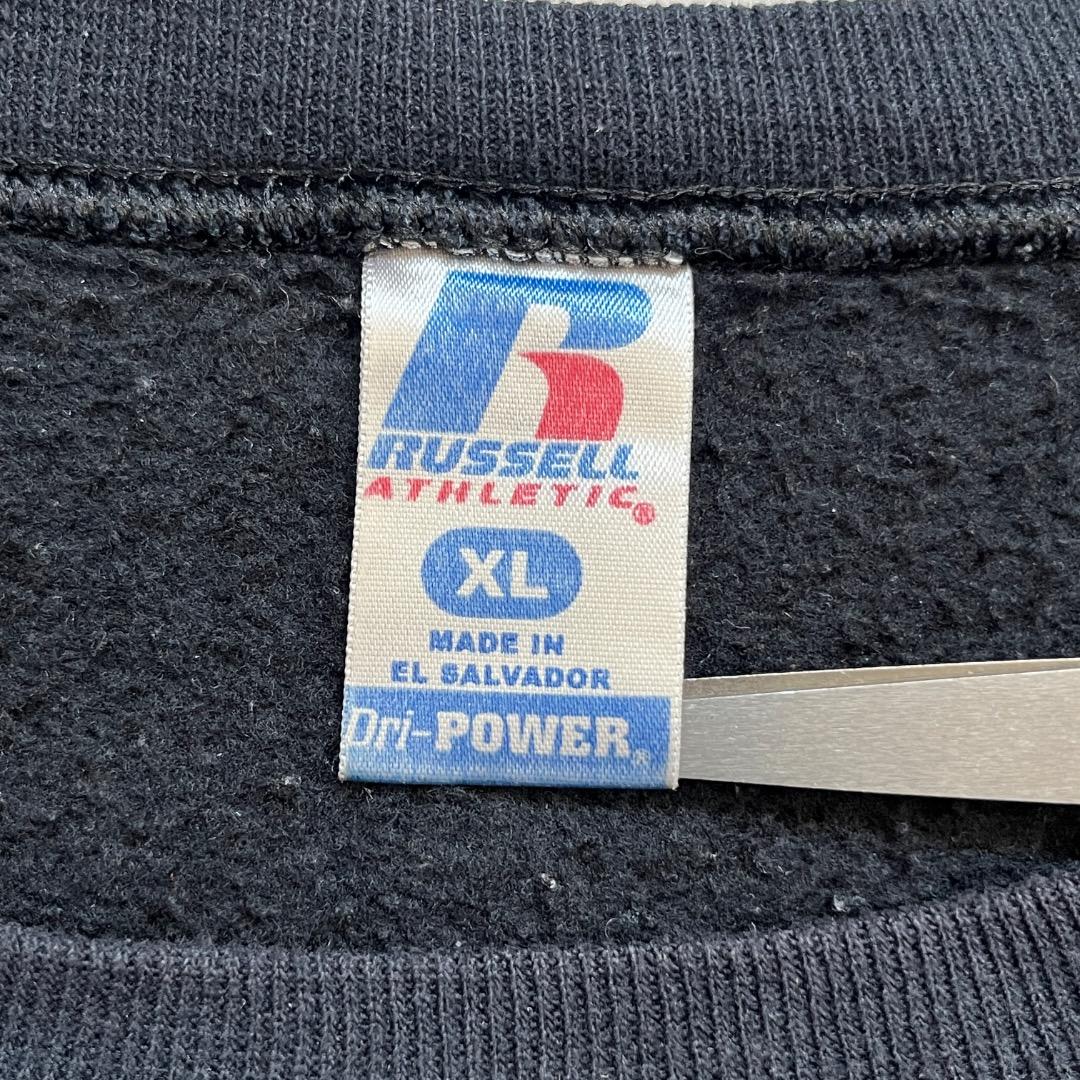 R
RUSSELL
ATHLETIC®
XL
MADE IN
EL SALVADOR
Dri-POWER®